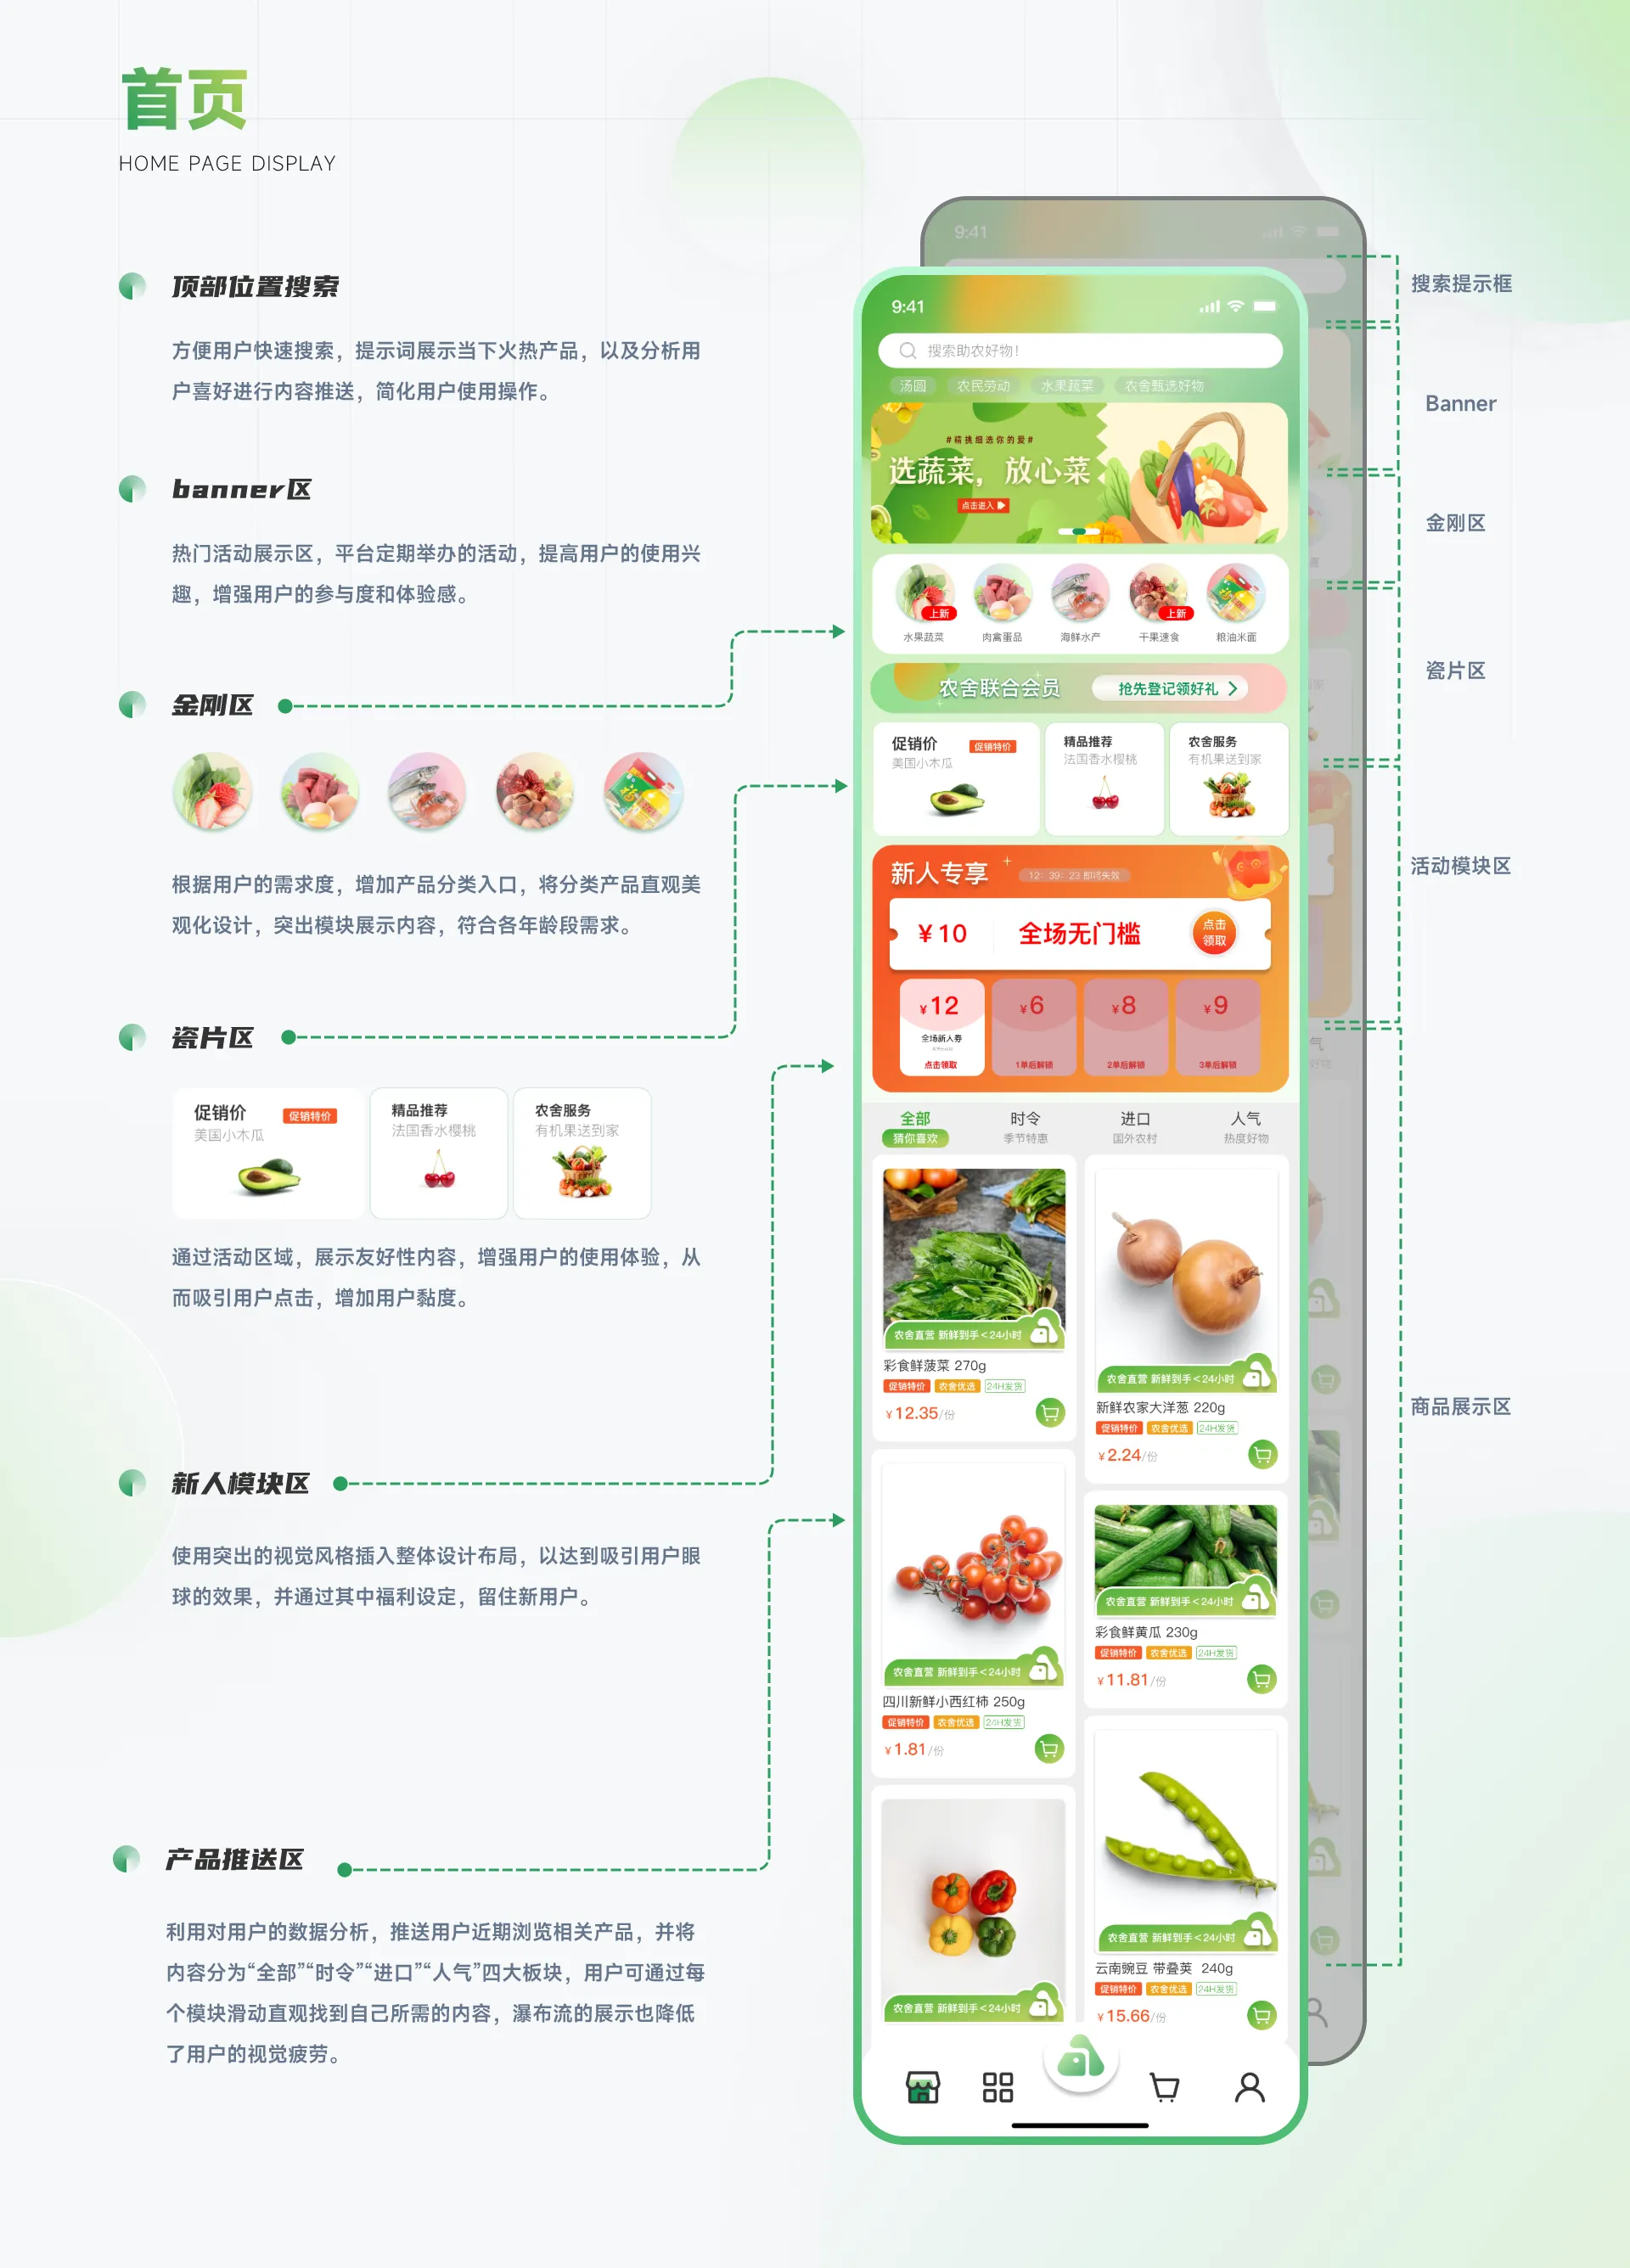 首页
HOME PAGE DISPLAY
顶部位置搜索
方便用户快速搜索，提示词展示当下火热产品，以及分析用
户喜好进行内容推送，简化用户使用操作。
banner区
热门活动展示区，平台定期举办的活动，提高用户的使用兴
趣，增强用户的参与度和体验感。
金刚区
根据用户的需求度，增加产品分类入口，将分类产品直观美
观化设计，突出模块展示内容，符合各年龄段需求。
瓷片区
促销价
促销特价
美国小木瓜
精品推荐
法国香水樱桃
农舍服务
有机果送到家
通过活动区域，展示友好性内容，增强用户的使用体验，从
而吸引用户点击，增加用户黏度。
新人模块区
使用突出的视觉风格插入整体设计布局，以达到吸引用户眼
球的效果，并通过其中福利设定，留住新用户。
产品推送区
利用对用户的数据分析，推送用户近期浏览相关产品，并将
内容分为“全部”“时令”“进口”“人气”四大板块，用户可通过每
个模块滑动直观找到自己所需的内容，瀑布流的展示也降低
了用户的视觉疲劳。
9:41
9:41
搜索助农好物!
汤圆 农民劳动 水果蔬菜 农舍甄选好物
#精挑细选你的爱#
选蔬菜，放心菜
点击进入
上新 上新
水果蔬菜 肉禽蛋品 海鲜水产 干果速食 粮油米面
农舍联合会员 抢先登记领好礼
促销价
促销特价
美国小木瓜
精品推荐
法国香水樱桃
农舍服务
有机果送到家
新人专享
12：39：23 即将失效
¥10 全场无门槛
点击
领取
¥12 ¥6 ¥8 ¥9
全场新人券
点击领取 1单后解锁 2单后解锁 3单后解锁
全部 时令 进口 人气
猜你喜欢 季节特惠 国外农村 热度好物
农舍直营 新鲜到手<24小时
彩食鲜菠菜 270g
促销特价 农舍优选 24H发货
¥12.35/份
农舍直营 新鲜到手<24小时
新鲜农家大洋葱 220g
促销特价 农舍优选 24H发货
¥2.24/份
农舍直营 新鲜到手<24小时
四川新鲜小西红柿 250g
促销特价 农舍优选 24H发货
¥1.81/份
农舍直营 新鲜到手<24小时
彩食鲜黄瓜 230g
促销特价 农舍优选 24H发货
¥11.81/份
农舍直营 新鲜到手<24小时
农舍直营 新鲜到手<24小时
云南豌豆 带叠荚 240g
促销特价 农舍优选 24H发货
¥15.66/份
搜索提示框
Banner
金刚区
瓷片区
活动模块区
商品展示区